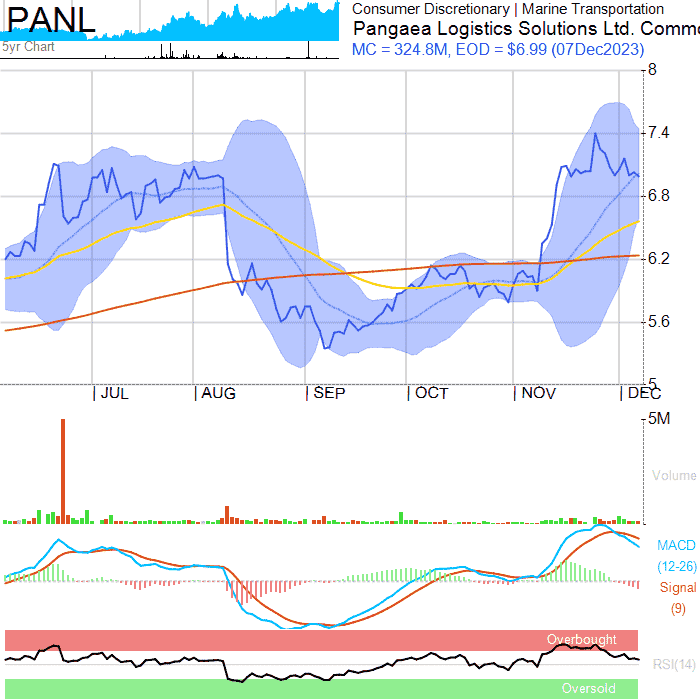 PANL
5yr Chart
Consumer Discretionary | Marine Transportation
Pangaea Logistics Solutions Ltd. Commo
MC = 324.8M, EOD = $6.99 (07Dec2023)
8
7.4
6.8
6.2
5.6
5
| JUL | AUG | SEP | OCT | NOV | DEC
5M
Volume
MACD
(12-26)
Signal
(9)
Overbought
RSI(14)
Oversold